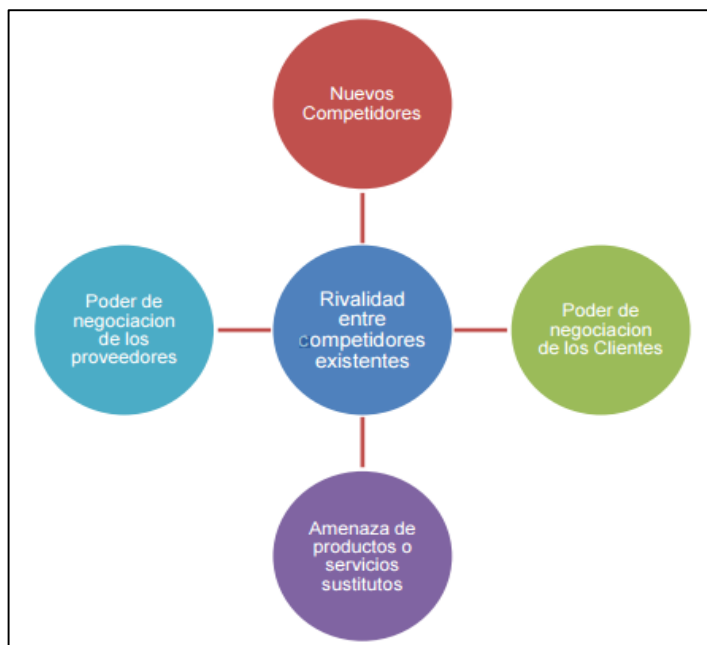 Nuevos
Competidores
Poder de
negociacion
de los
proveedores
Rivalidad
entre
competidores
existentes
Poder de
negociacion
de los Clientes
Amenaza de
productos o
servicios
sustitutos